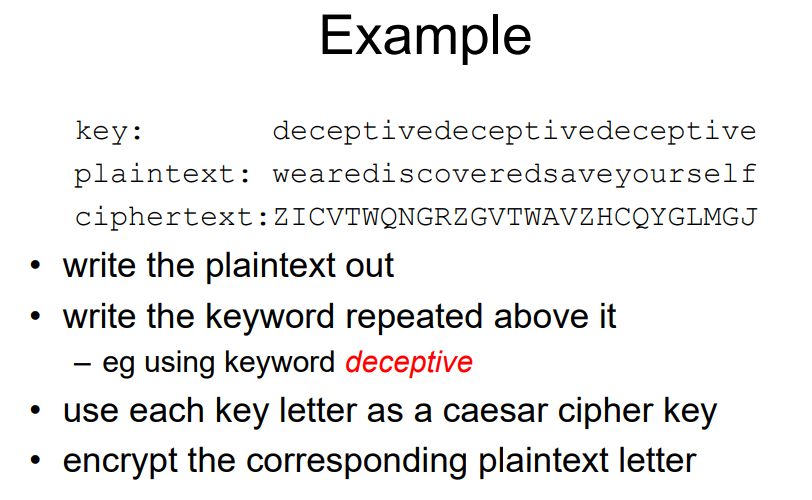 Example
key: deceptivedeceptivedeceptive
plaintext: wearediscoveredsaveyourself
ciphertext:ZICVTWQNGRZGVTWAVZHCQYGLMGJ
• write the plaintext out
• write the keyword repeated above it
– eg using keyword deceptive
• use each key letter as a caesar cipher key
• encrypt the corresponding plaintext letter